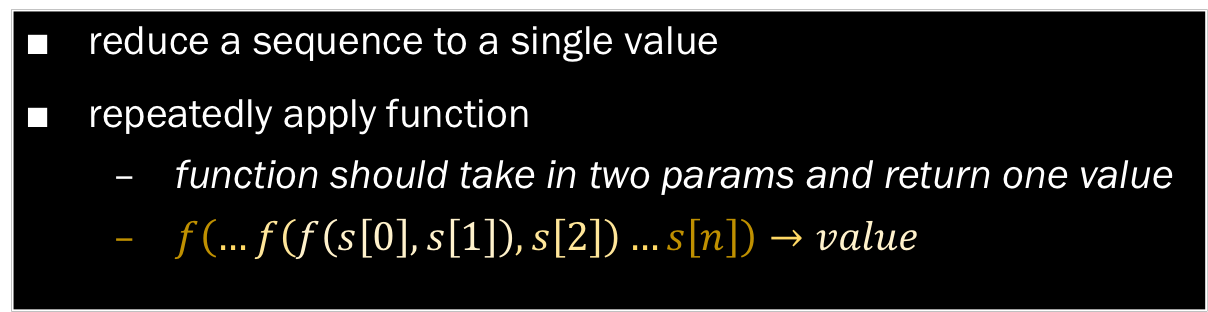 ▪ reduce a sequence to a single value
▪ repeatedly apply function
– function should take in two params and return one value
– f(… f(f(s[0], s[1]), s[2]) … s[n]) → value